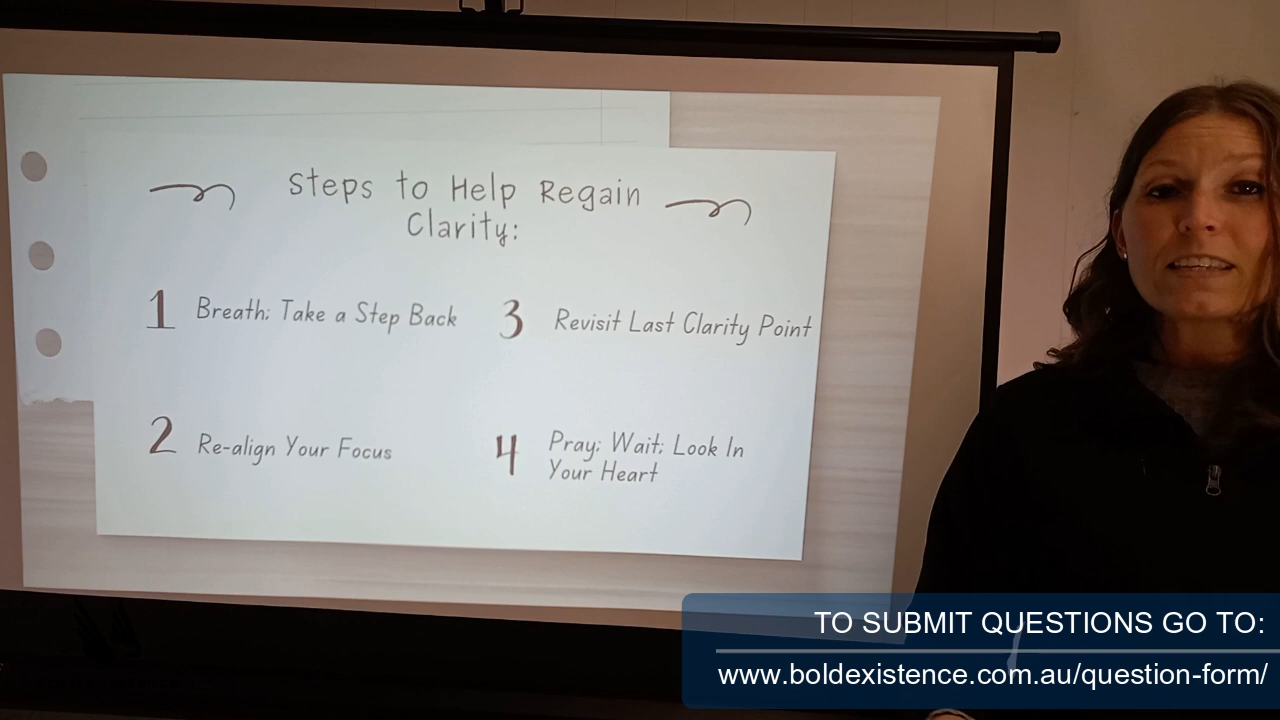 Steps to Help Regain
Clarity:
1 Breath; Take a Step Back
2 Re-align Your Focus
3 Revisit Last Clarity Point
4 Pray; Wait; Look In
Your Heart
TO SUBMIT QUESTIONS GO TO:
www.boldexistence.com.au/question-form/